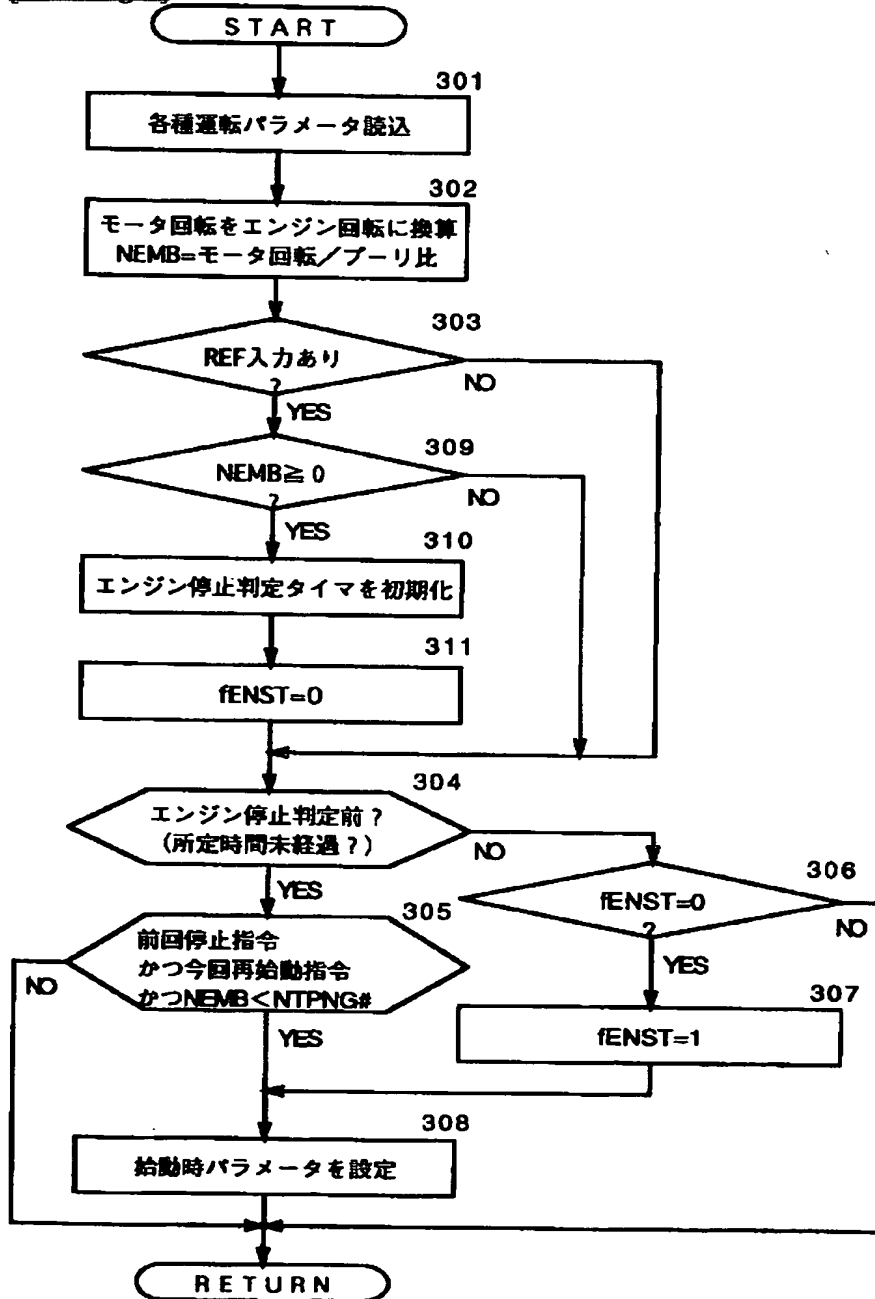 START
301
各種運転パラメータ読込
302
モータ回転をエンジン回転に換算
NEMB=モータ回転／プーリ比
303
REF入力あり
?
NO
YES
309
NEMB≧0
?
NO
YES
310
エンジン停止判定タイマを初期化
311
fENST=0
304
エンジン停止判定前？
(所定時間未経過？)
NO
YES
306
fENST=0
?
NO
YES
305
前回停止指令
かつ今回再始動指令
かつNEMB＜NTPNG#
NO
YES
307
fENST=1
308
始動時パラメータを設定
RETURN